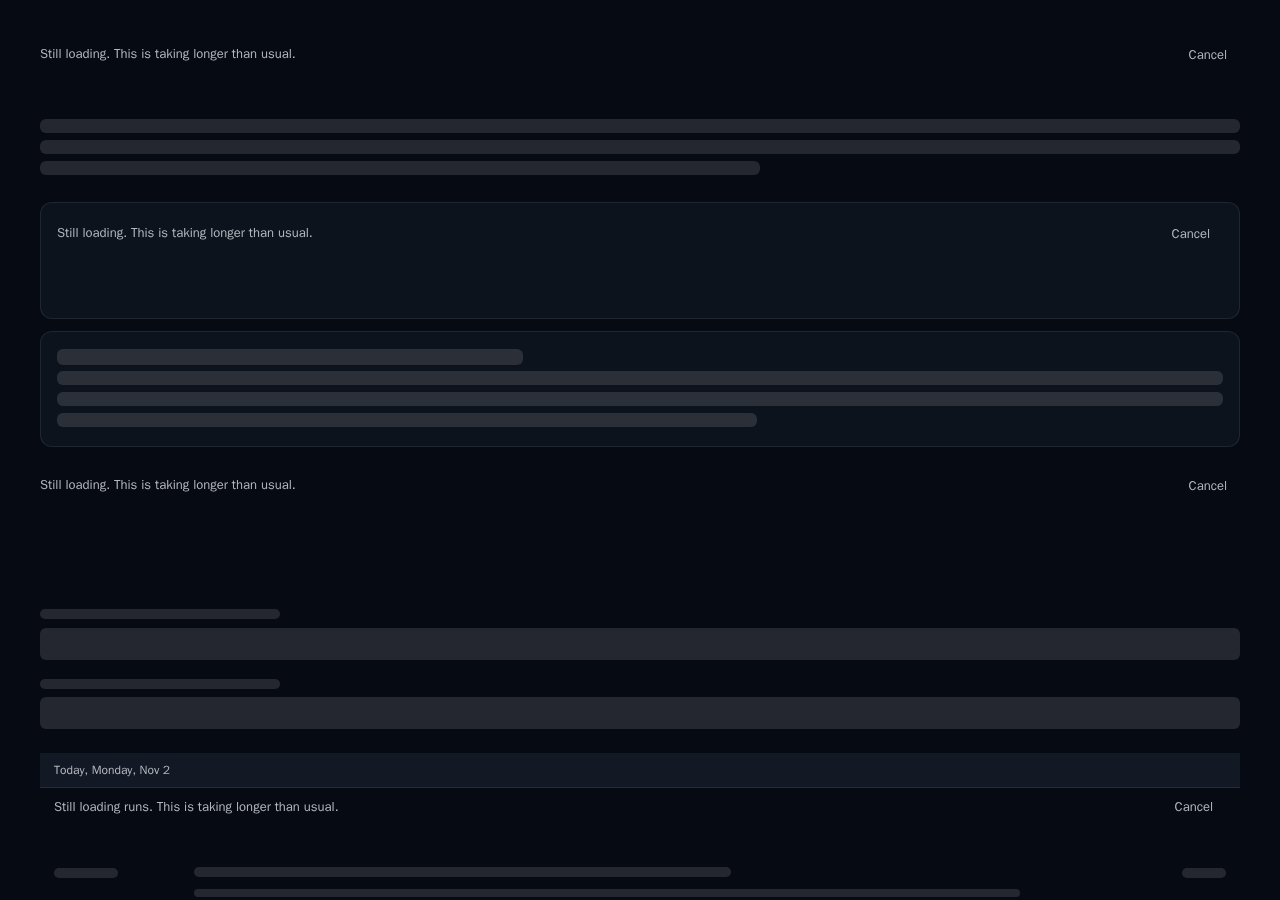 Still loading. This is taking longer than usual.
Cancel
Still loading. This is taking longer than usual.
Cancel
Still loading. This is taking longer than usual.
Cancel
Today, Monday, Nov 2
Still loading runs. This is taking longer than usual.
Cancel